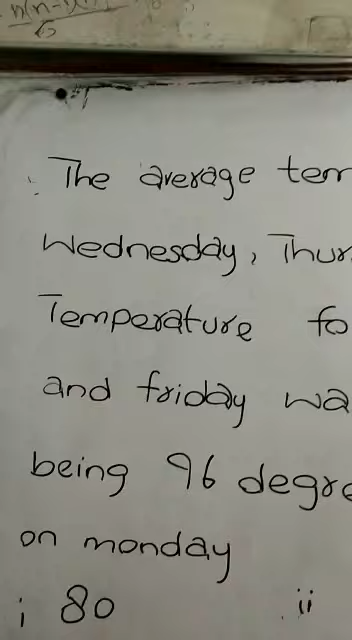 The average tem
Wednesday, Thur
Temperature fo
and friday wa
being 96 degre
on monday
i 80 ii